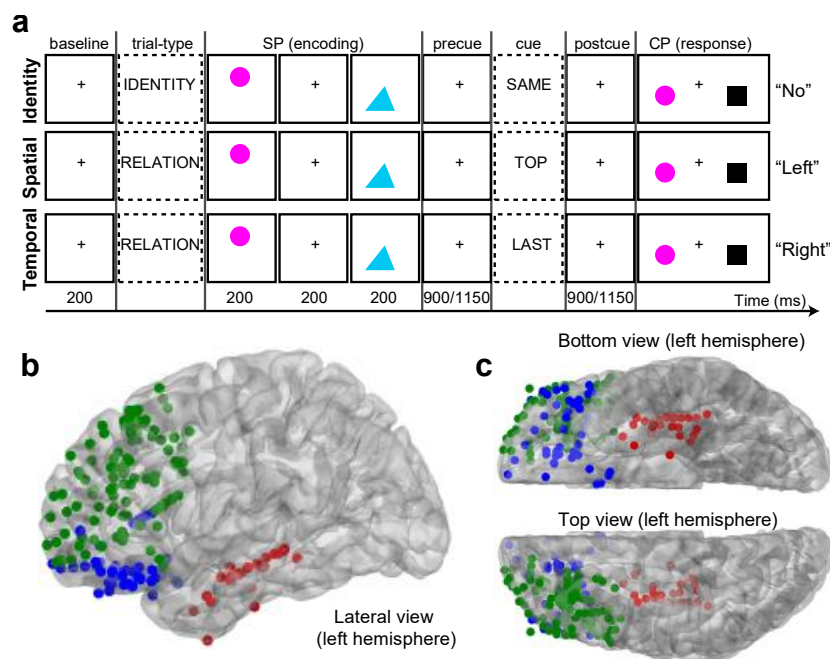 a
baseline trial-type SP (encoding) precue cue postcue CP (response)
Identity + IDENTITY + + SAME + + “No”
Spatial + RELATION + + TOP + + “Left”
Temporal + RELATION + + LAST + + “Right”
200 200 200 200 900/1150 900/1150 Time (ms)
b
Lateral view
(left hemisphere)
c
Bottom view (left hemisphere)
Top view (left hemisphere)